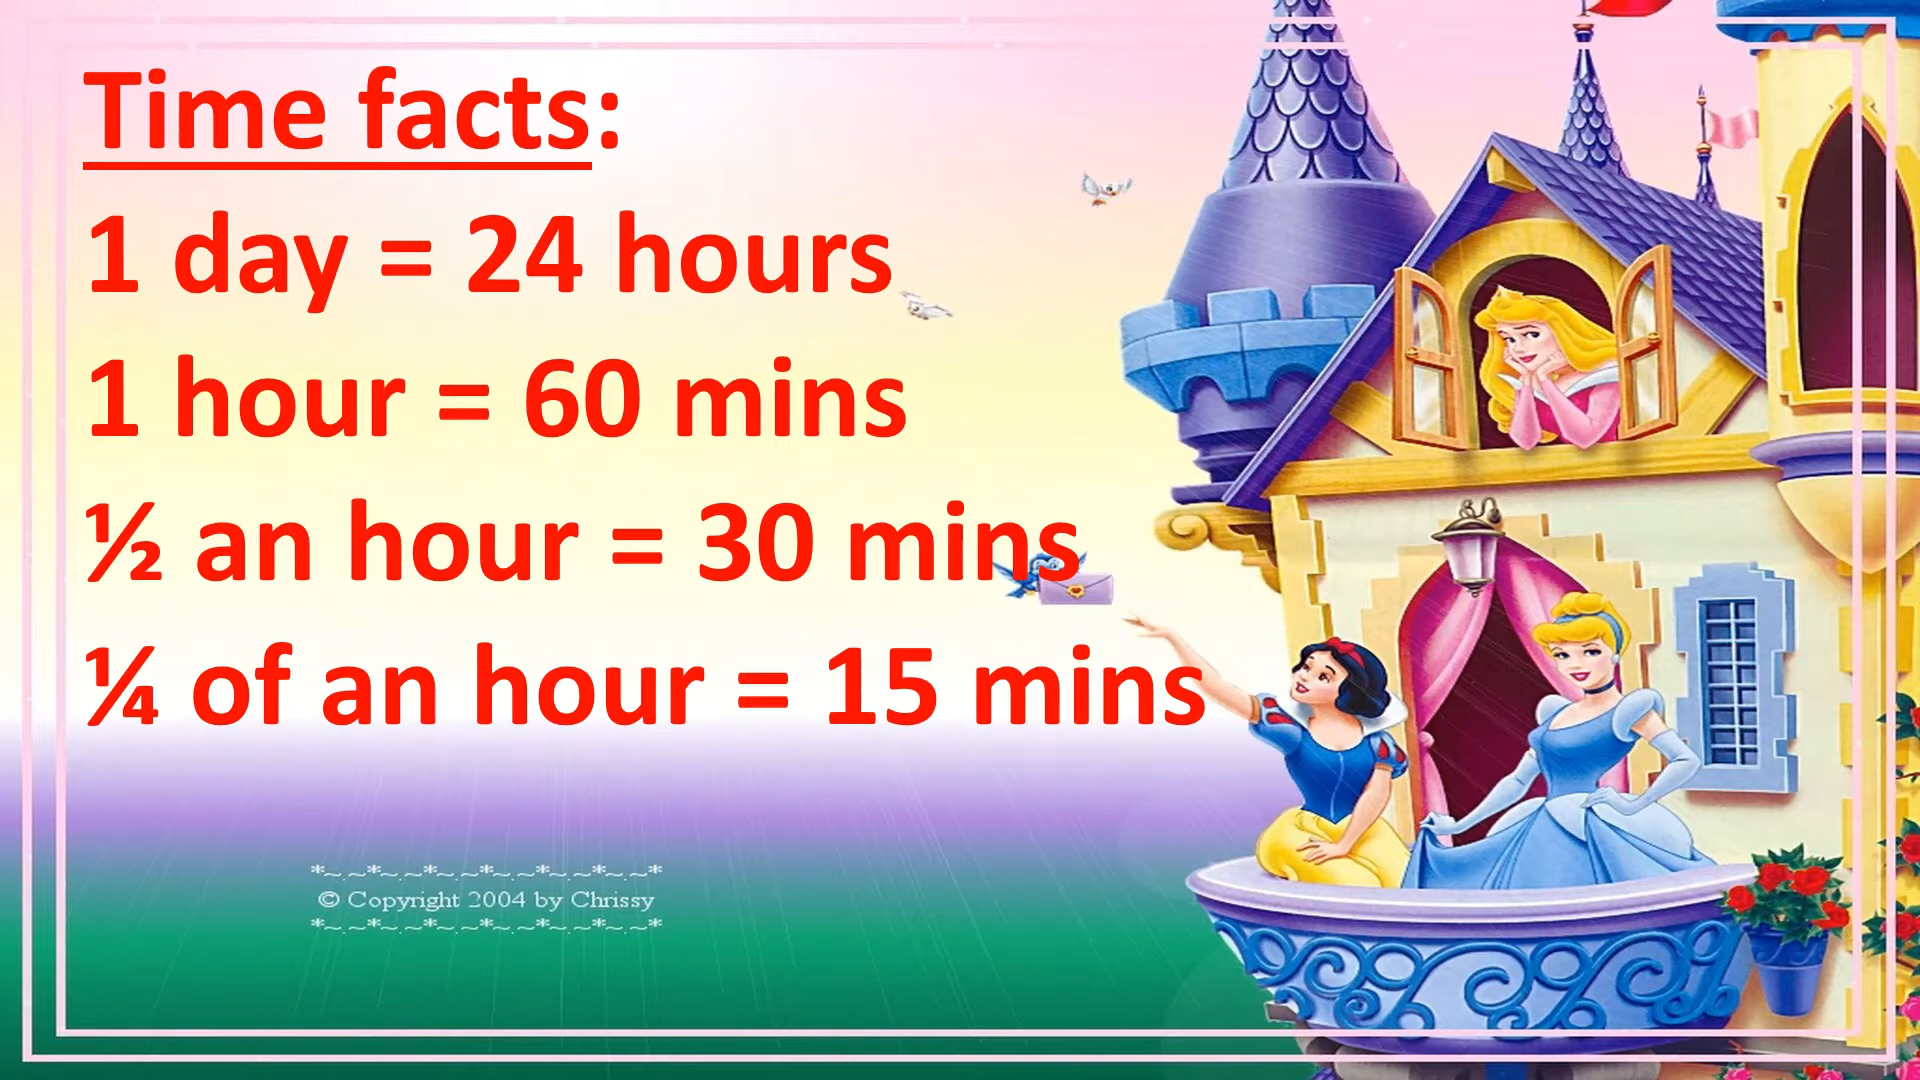 Time facts:
1 day = 24 hours
1 hour = 60 mins
½ an hour = 30 mins
¼ of an hour = 15 mins
*~.~*~.~*~.~*~.~*~.~*~.~*
© Copyright 2004 by Chrissy
*~.~*~.~*~.~*~.~*~.~*~.~*